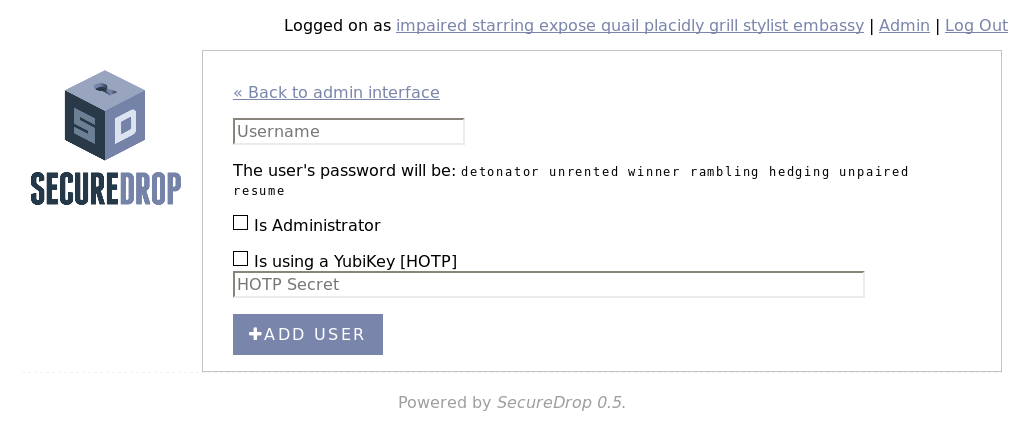 Logged on as impaired starring expose quail placidly grill stylist embassy | Admin | Log Out
SD
SECUREDROP
« Back to admin interface
Username
The user's password will be: detonator unrented winner rambling hedging unpaired
resume
Is Administrator
Is using a YubiKey [HOTP]
HOTP Secret
+ADD USER
Powered by SecureDrop 0.5.